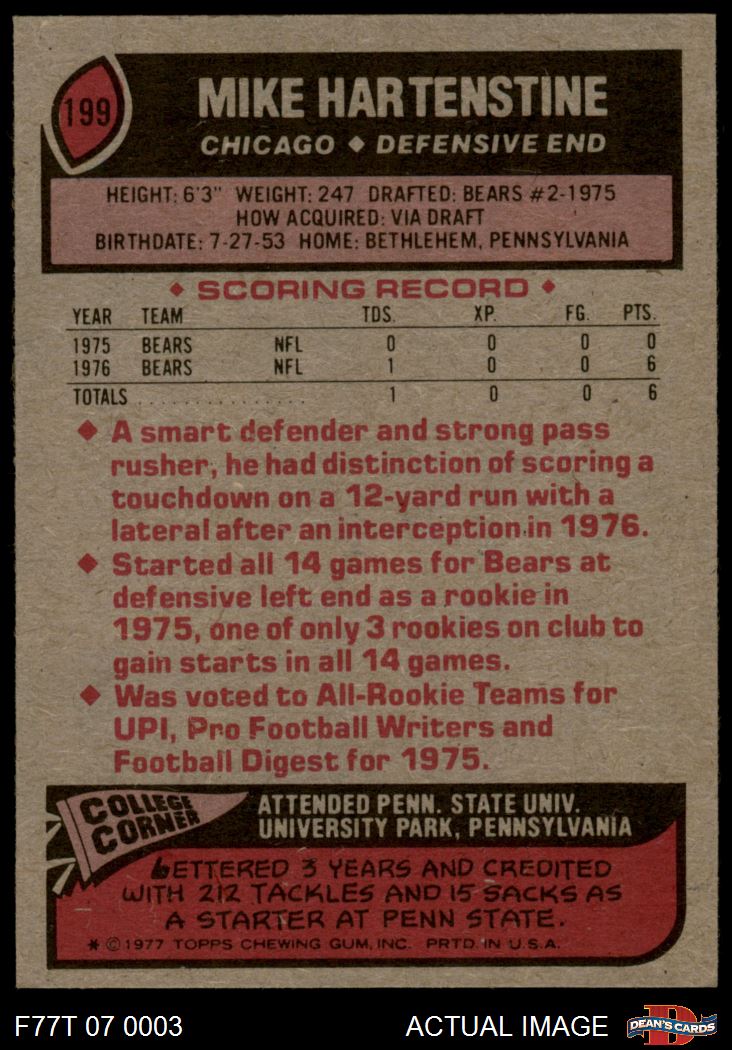 199
MIKE HARTENSTINE
CHICAGO ◆ DEFENSIVE END
HEIGHT: 6'3" WEIGHT: 247 DRAFTED: BEARS #2-1975
HOW ACQUIRED: VIA DRAFT
BIRTHDATE: 7-27-53 HOME: BETHLEHEM, PENNSYLVANIA
◆ SCORING RECORD ◆
YEAR TEAM TDS. XP. FG. PTS.
1975 BEARS NFL 0 0 0 0
1976 BEARS NFL 1 0 0 6
TOTALS . . . . . . . . . . . . . . . 1 0 0 6
◆ A smart defender and strong pass
rusher, he had distinction of scoring a
touchdown on a 12-yard run with a
lateral after an interception in 1976.
◆ Started all 14 games for Bears at
defensive left end as a rookie in
1975, one of only 3 rookies on club to
gain starts in all 14 games.
◆ Was voted to All-Rookie Teams for
UPI, Pro Football Writers and
Football Digest for 1975.
COLLEGE
CORNER
ATTENDED PENN. STATE UNIV.
UNIVERSITY PARK, PENNSYLVANIA
LETTERED 3 YEARS AND CREDITED
WITH 212 TACKLES AND 15 SACKS AS
A STARTER AT PENN STATE.
* © 1977 TOPPS CHEWING GUM, INC. PRTD. IN U.S.A.
F77T 07 0003
ACTUAL IMAGE
D
DEAN'S CARDS